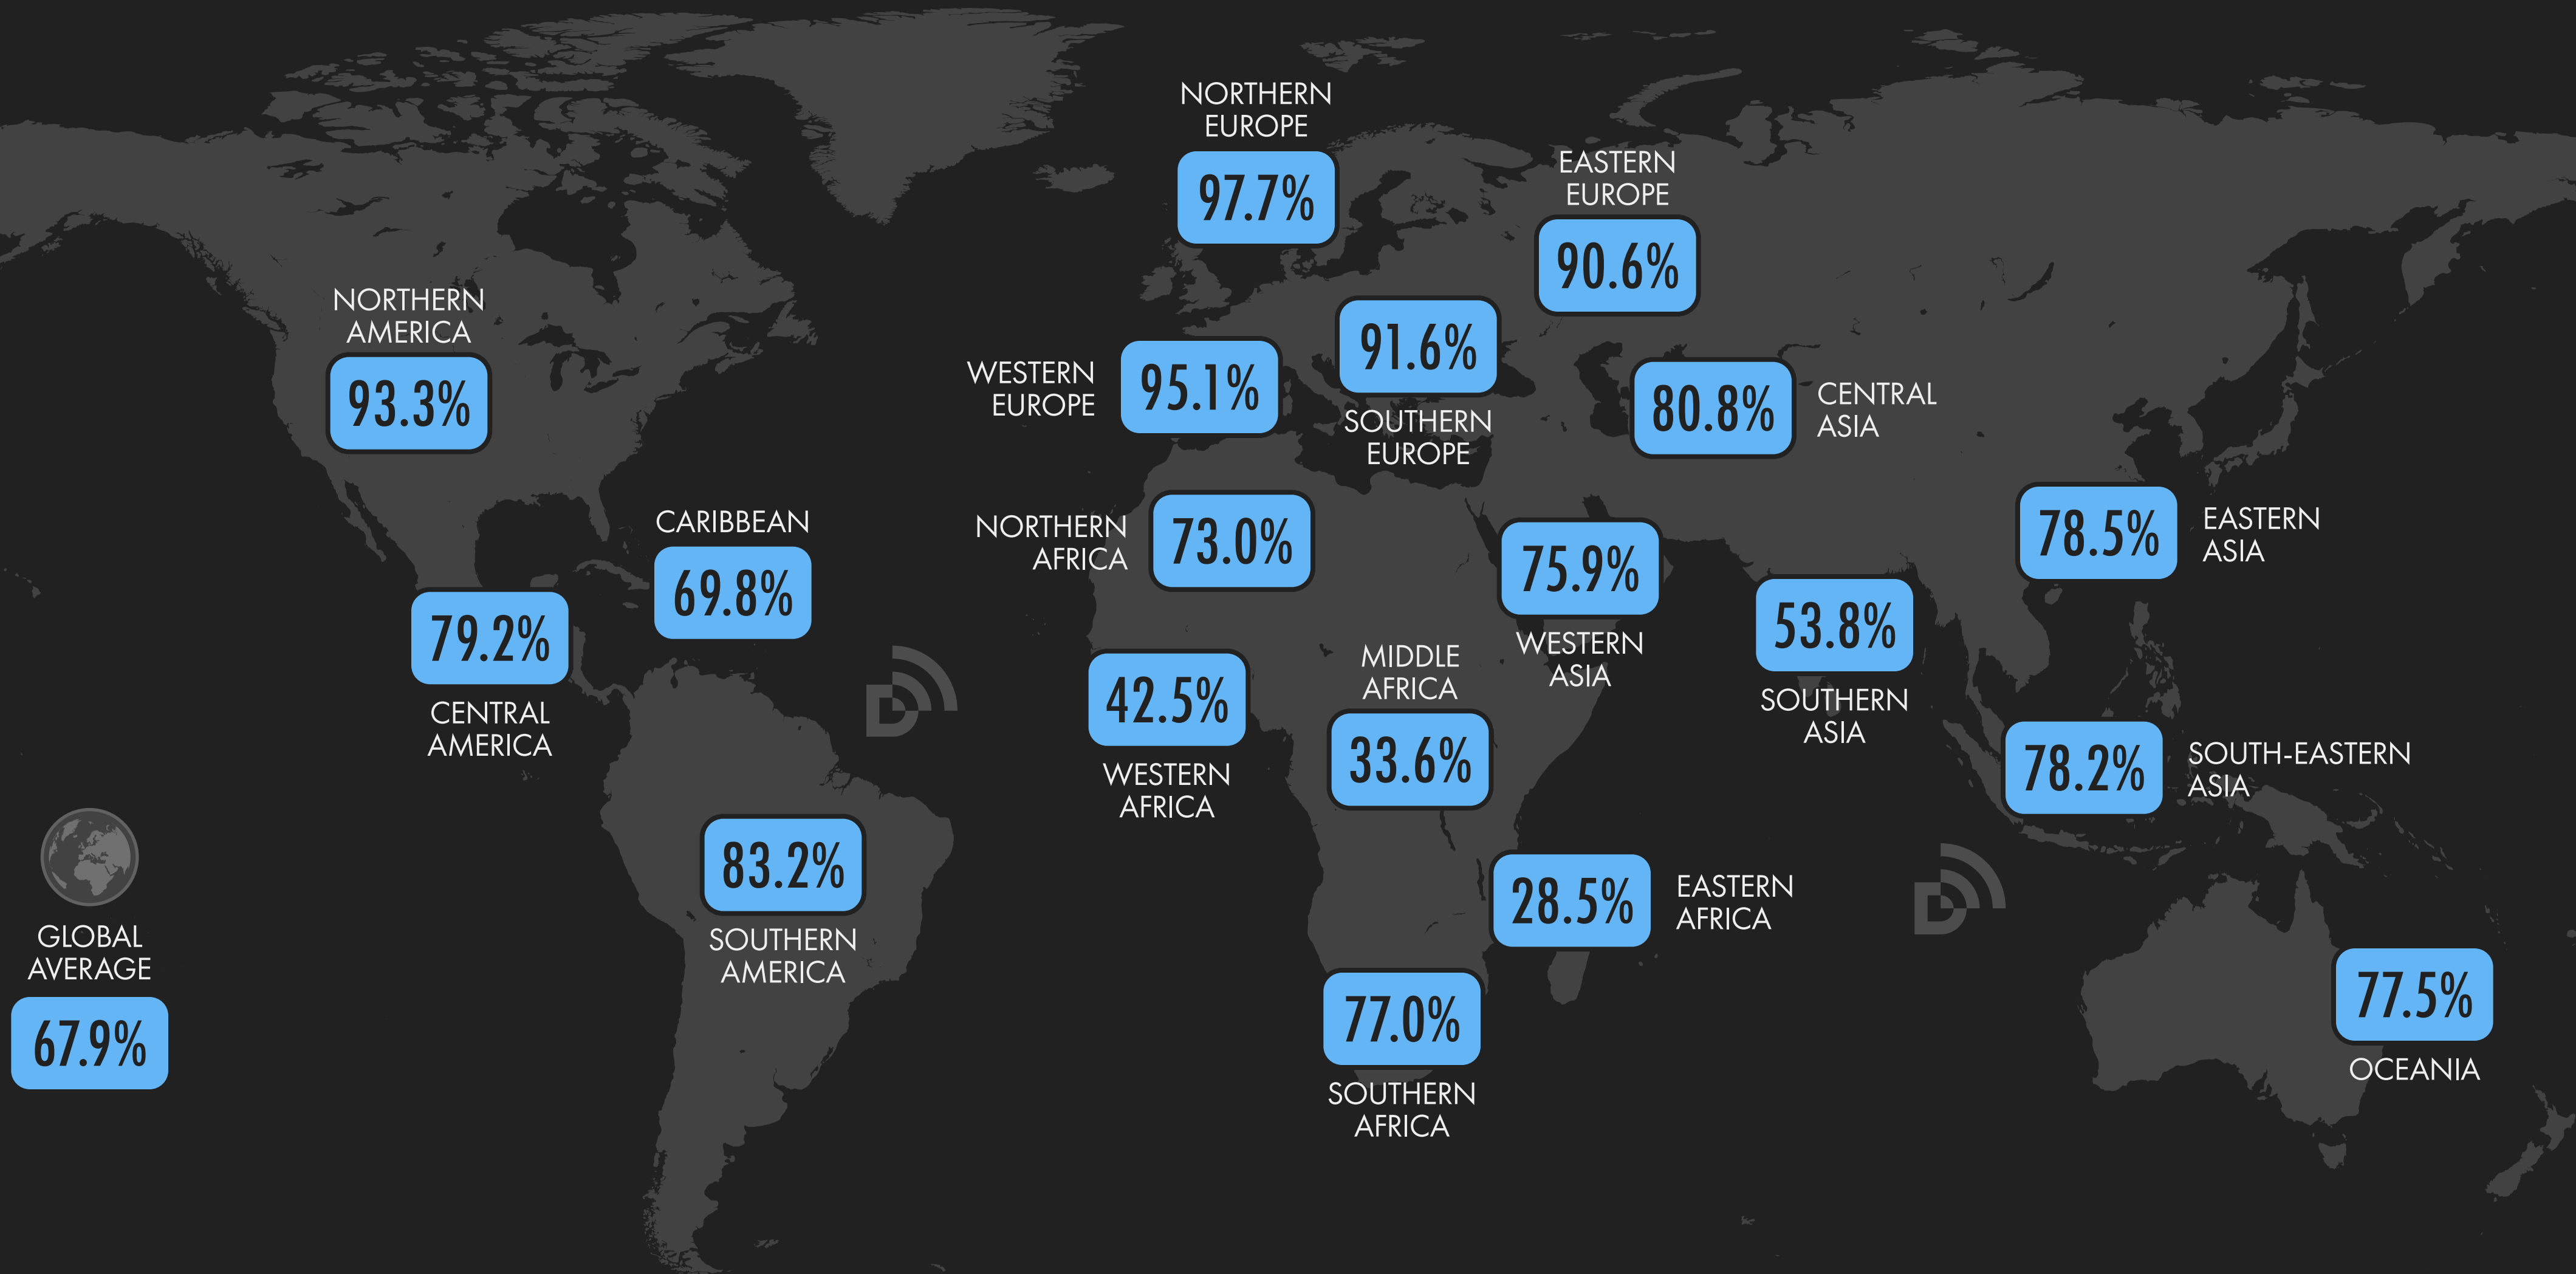 NORTHERN
EUROPE
97.7%
EASTERN
EUROPE
90.6%
NORTHERN
AMERICA
93.3%
WESTERN
EUROPE
95.1%
91.6%
SOUTHERN
EUROPE
80.8%
CENTRAL
ASIA
CARIBBEAN
69.8%
NORTHERN
AFRICA
73.0%
75.9%
WESTERN
ASIA
78.5%
EASTERN
ASIA
79.2%
CENTRAL
AMERICA
53.8%
SOUTHERN
ASIA
42.5%
WESTERN
AFRICA
MIDDLE
AFRICA
33.6%
78.2%
SOUTH-EASTERN
ASIA
83.2%
SOUTHERN
AMERICA
28.5%
EASTERN
AFRICA
GLOBAL
AVERAGE
67.9%
77.0%
SOUTHERN
AFRICA
77.5%
OCEANIA